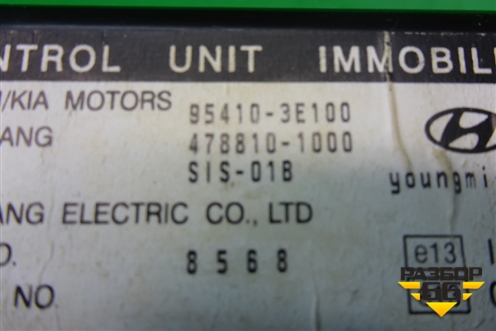 NTROL UNIT IMMOBIL
/KIA MOTORS 95410-3E100
ANG 478810-1000
SIS-01B
youngmi
ANG ELECTRIC CO., LTD
O. 8568
e13
NO.
РАЗБОР
66